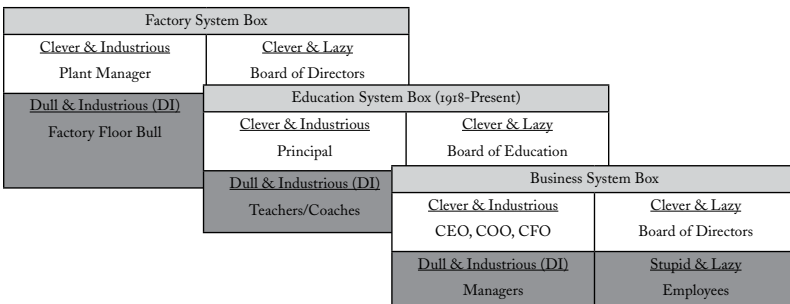 Factory System Box
Clever & Industrious
Plant Manager
Clever & Lazy
Board of Directors
Dull & Industrious (DI)
Factory Floor Bull
Education System Box (1918-Present)
Clever & Industrious
Principal
Clever & Lazy
Board of Education
Dull & Industrious (DI)
Teachers/Coaches
Business System Box
Clever & Industrious
CEO, COO, CFO
Clever & Lazy
Board of Directors
Dull & Industrious (DI)
Managers
Stupid & Lazy
Employees